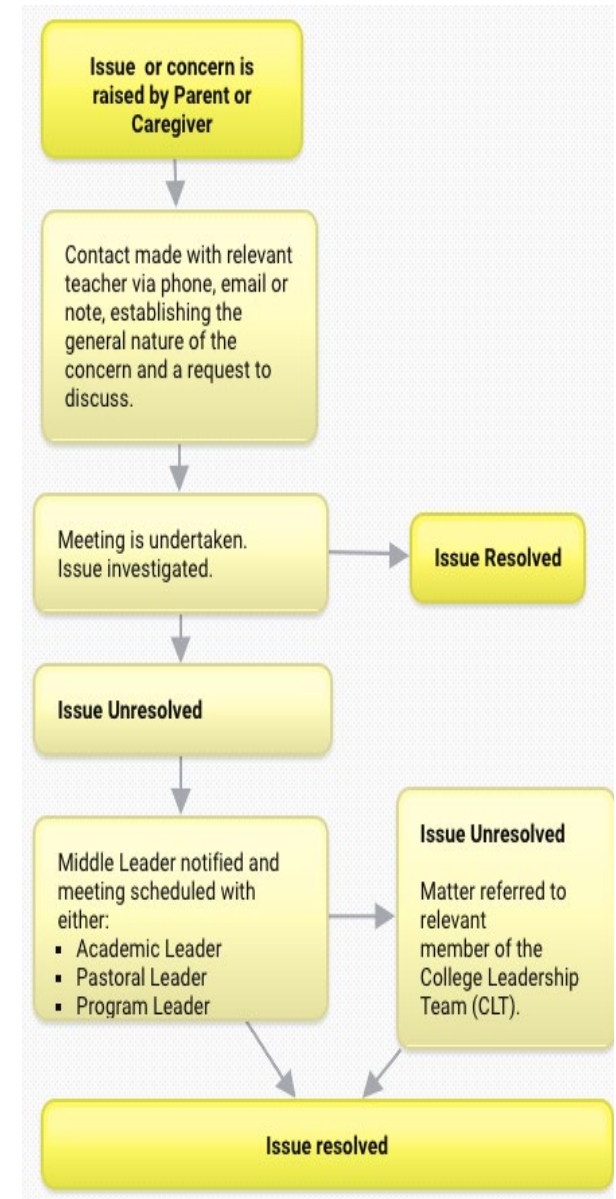 Issue or concern is
raised by Parent or
Caregiver
Contact made with relevant
teacher via phone, email or
note, establishing the
general nature of the
concern and a request to
discuss.
Meeting is undertaken.
Issue investigated.
Issue Resolved
Issue Unresolved
Middle Leader notified and
meeting scheduled with
either:
▪ Academic Leader
▪ Pastoral Leader
▪ Program Leader
Issue Unresolved
Matter referred to
relevant
member of the
College Leadership
Team (CLT).
Issue resolved